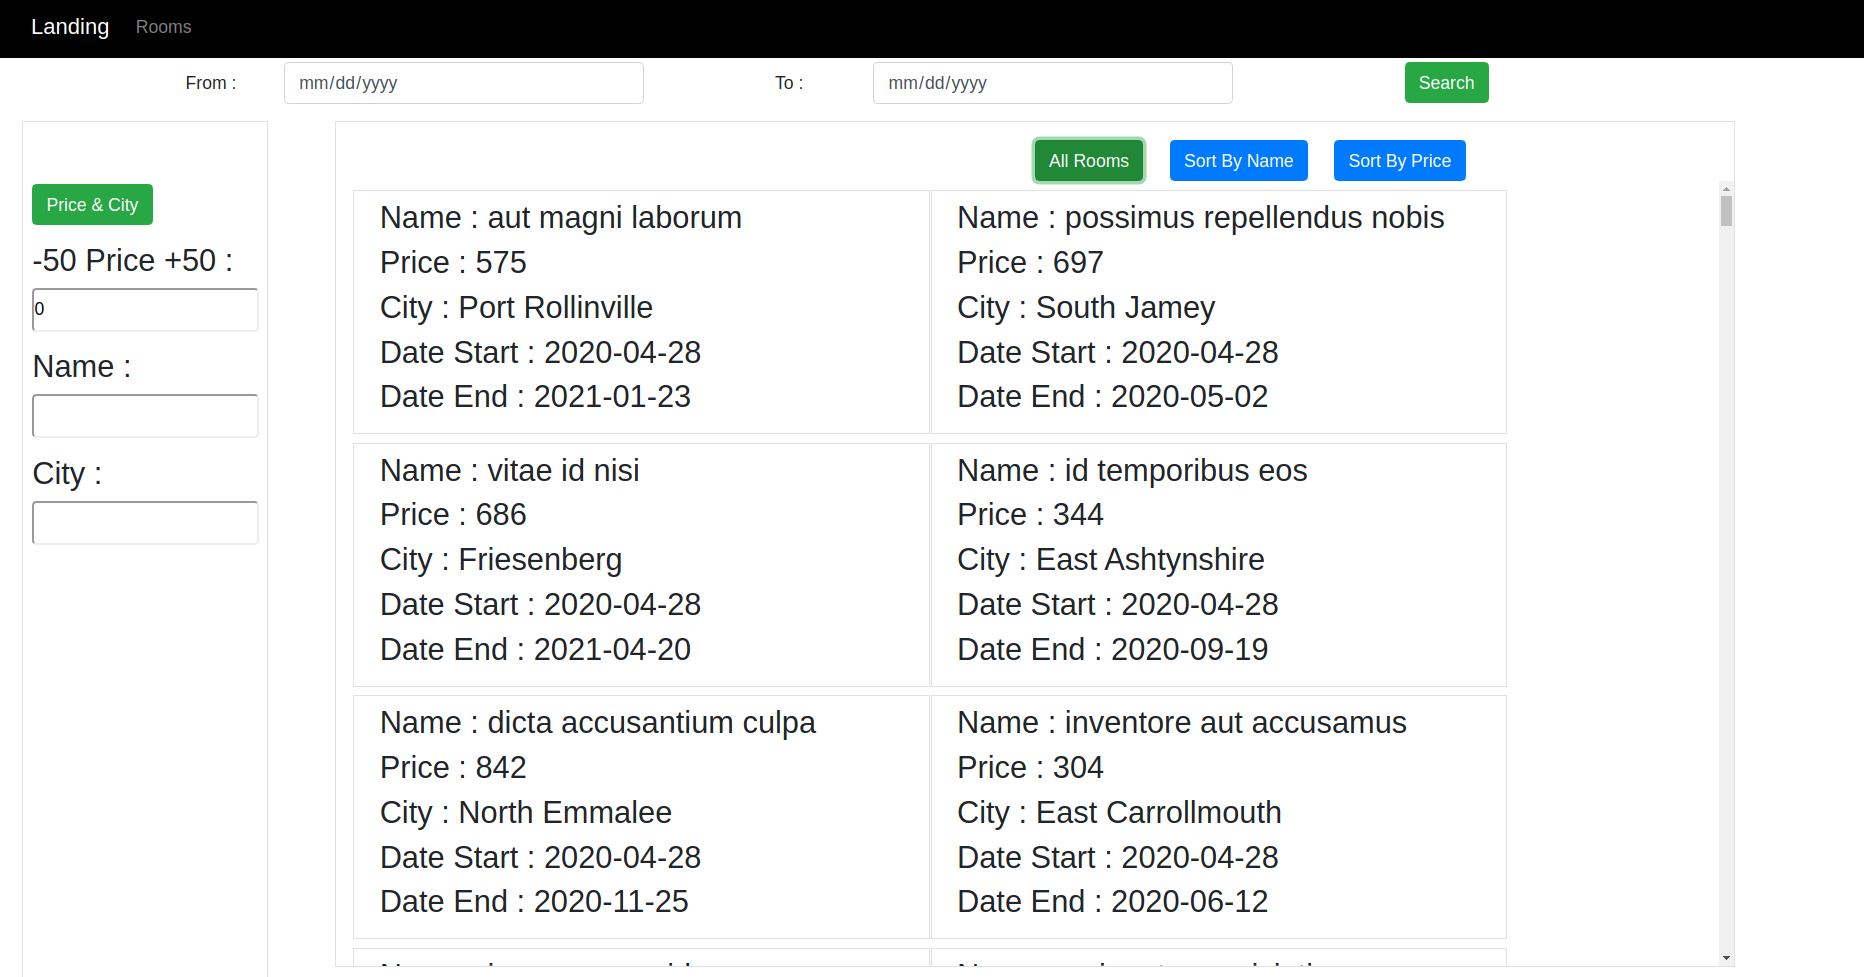 Landing Rooms
From : mm/dd/yyyy To : mm/dd/yyyy Search
Price & City
-50 Price +50 :
0
Name :
City :
All Rooms Sort By Name Sort By Price
Name : aut magni laborum
Price : 575
City : Port Rollinville
Date Start : 2020-04-28
Date End : 2021-01-23
Name : possimus repellendus nobis
Price : 697
City : South Jamey
Date Start : 2020-04-28
Date End : 2020-05-02
Name : vitae id nisi
Price : 686
City : Friesenberg
Date Start : 2020-04-28
Date End : 2021-04-20
Name : id temporibus eos
Price : 344
City : East Ashtynshire
Date Start : 2020-04-28
Date End : 2020-09-19
Name : dicta accusantium culpa
Price : 842
City : North Emmalee
Date Start : 2020-04-28
Date End : 2020-11-25
Name : inventore aut accusamus
Price : 304
City : East Carrollmouth
Date Start : 2020-04-28
Date End : 2020-06-12